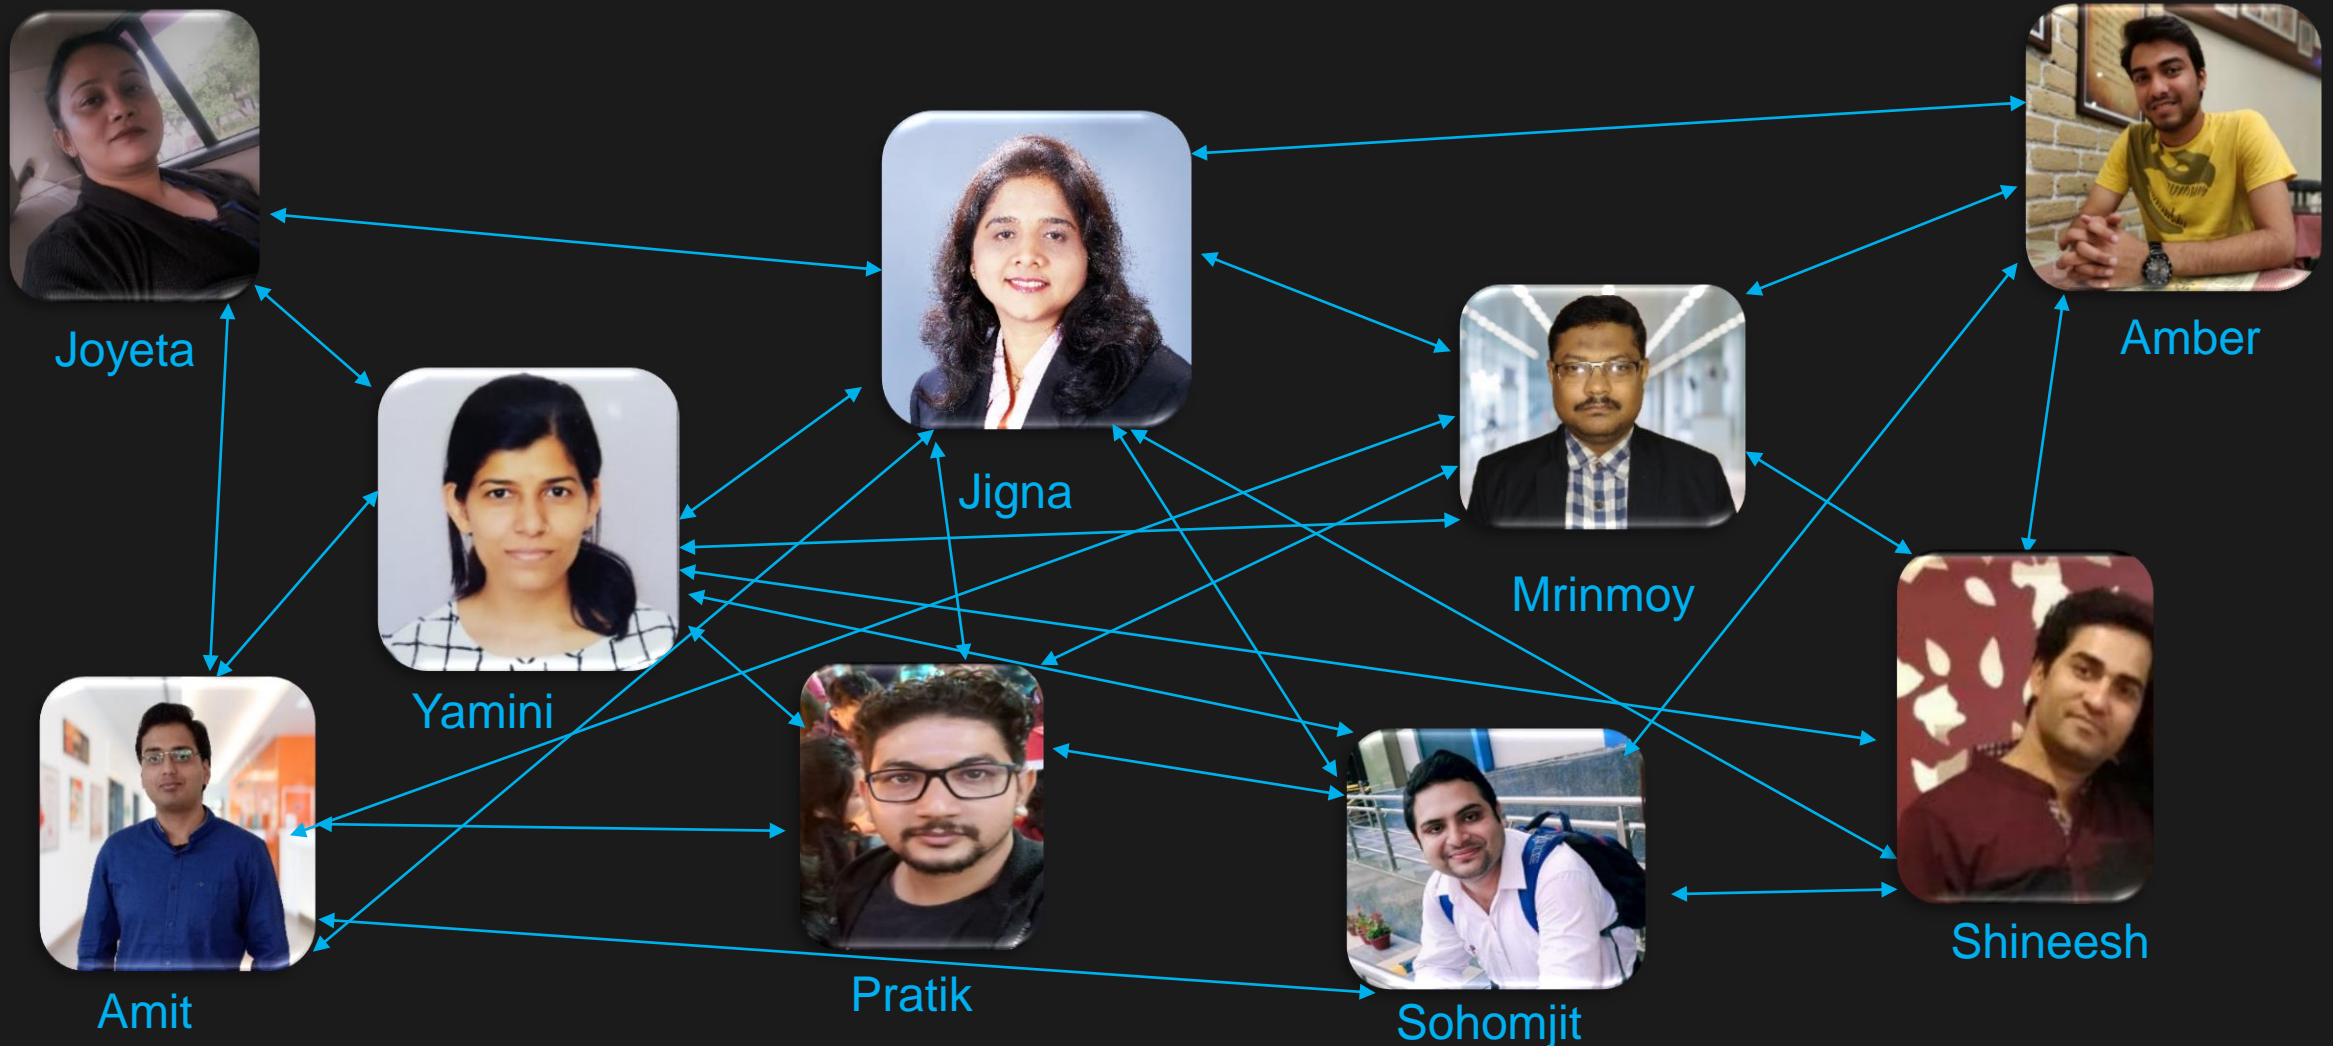 Joyeta
Amber
Jigna
Mrinmoy
Yamini
Shineesh
Pratik
Amit
Sohomjit